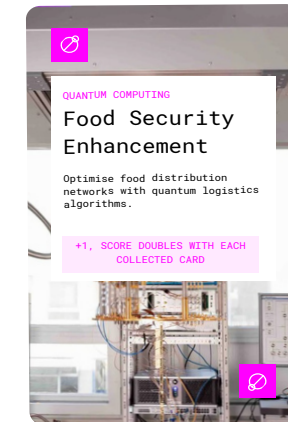 QUANTUM COMPUTING
Food Security
Enhancement
Optimise food distribution
networks with quantum logistics
algorithms.
+1, SCORE DOUBLES WITH EACH
COLLECTED CARD